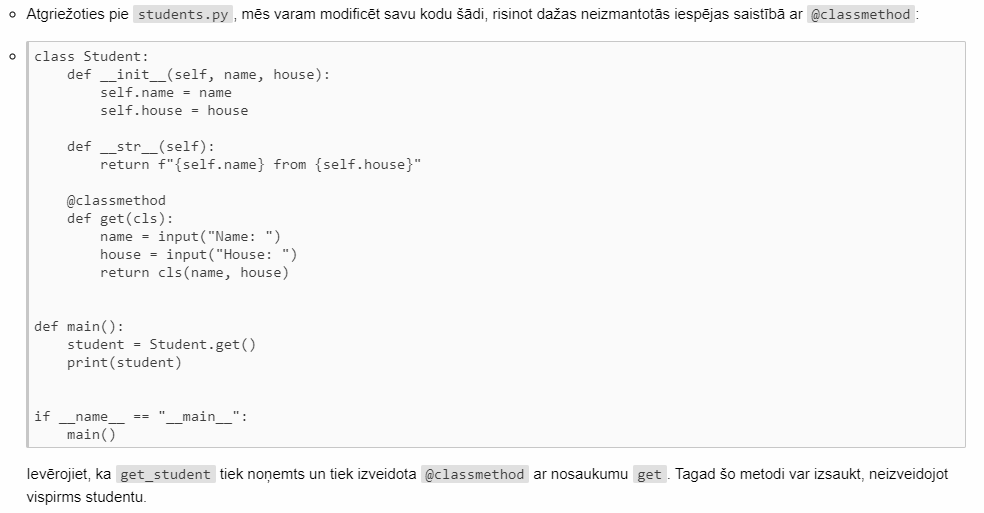 Atgriežoties pie students.py, mēs varam modificēt savu kodu šādi, risinot dažas neizmantotās iespējas saistībā ar @classmethod:
class Student:
    def __init__(self, name, house):
        self.name = name
        self.house = house

    def __str__(self):
        return f"{self.name} from {self.house}"

    @classmethod
    def get(cls):
        name = input("Name: ")
        house = input("House: ")
        return cls(name, house)


def main():
    student = Student.get()
    print(student)


if __name__ == "__main__":
    main()
Ievērojiet, ka get_student tiek noņemts un tiek izveidota @classmethod ar nosaukumu get. Tagad šo metodi var izsaukt, neizveidojot
vispirms studentu.